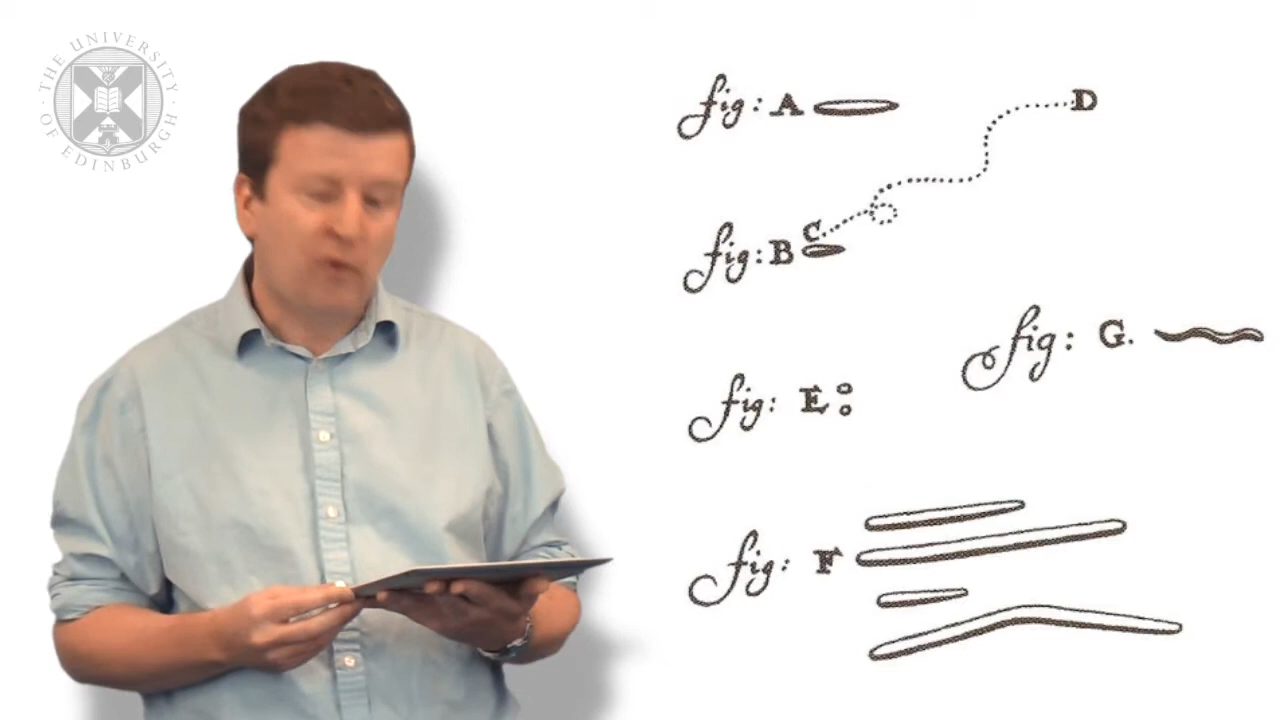 THE UNIVERSITY
OF EDINBURGH
fig: A
D
C
fig: B
fig: G.
fig: E
fig: F